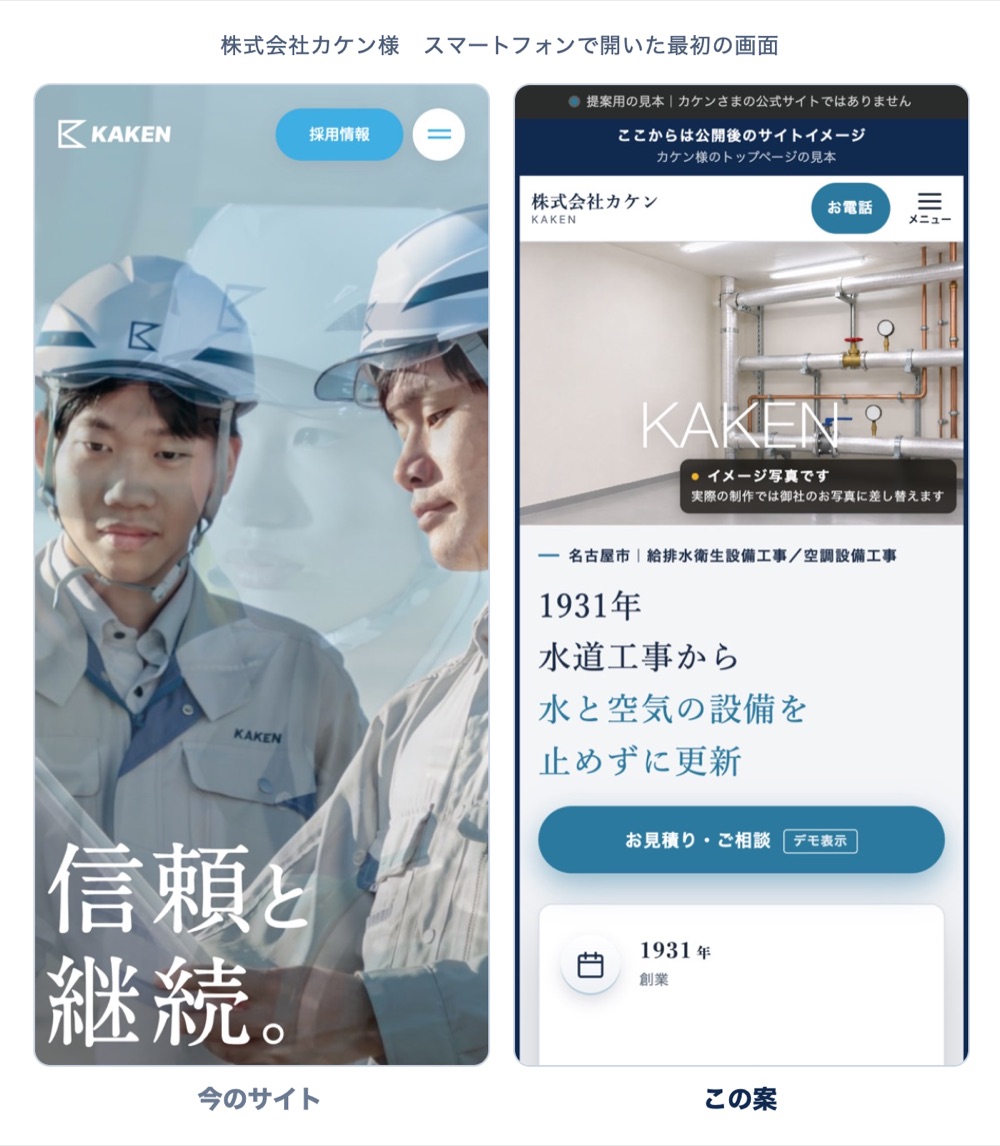 株式会社カケン様　スマートフォンで開いた最初の画面
KAKEN
採用情報
KAKEN
信頼と
継続。
今のサイト
提案用の見本｜カケンさまの公式サイトではありません
ここからは公開後のサイトイメージ
カケン様のトップページの見本
株式会社カケン
KAKEN
お電話
メニュー
KAKEN
イメージ写真です
実際の制作では御社のお写真に差し替えます
名古屋市｜給排水衛生設備工事／空調設備工事
1931年
水道工事から
水と空気の設備を
止めずに更新
お見積り・ご相談 デモ表示
1931 年
創業
この案